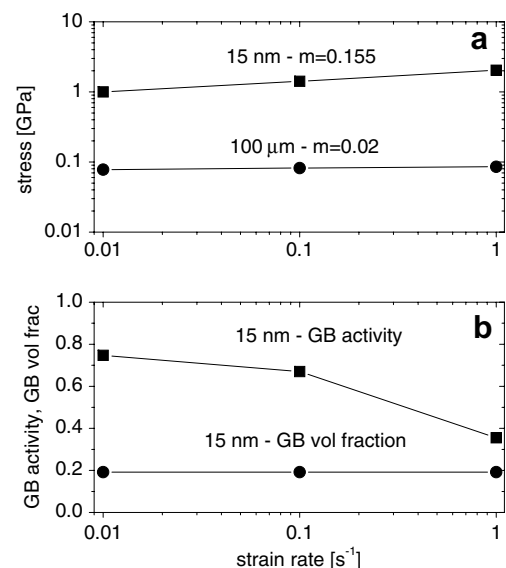 a
10
15 nm - m=0.155
1
stress [GPa]
100 μm - m=0.02
0.1
0.01
0.01
0.1
1
b
1.0
15 nm - GB activity
0.8
0.6
GB activity, GB vol frac
15 nm - GB vol fraction
0.4
0.2
0.0
0.01
0.1
1
strain rate [s⁻¹]